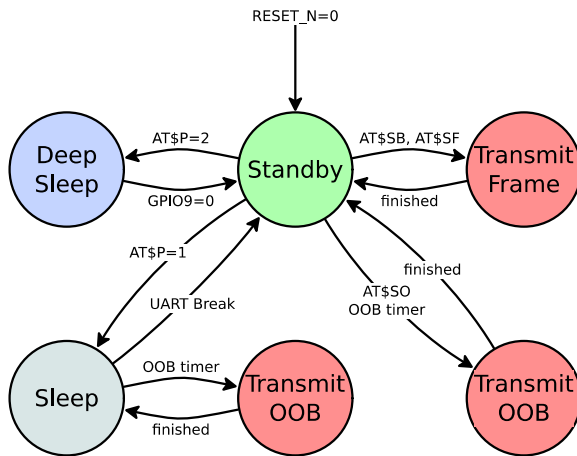 RESET_N=0
AT$P=2
AT$SB, AT$SF
Deep
Sleep
Standby
Transmit
Frame
GPIO9=0
finished
AT$P=1
finished
UART Break
AT$SO
OOB timer
OOB timer
Sleep
Transmit
OOB
Transmit
OOB
finished